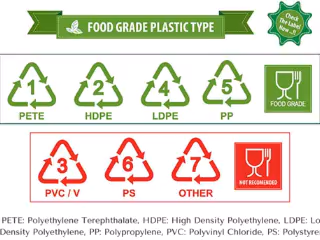 FOOD GRADE PLASTIC TYPE
Check
The Label
Now ..!!
1 2 4 5
PETE HDPE LDPE PP
FOOD GRADE
3 6 7
PVC / V PS OTHER
NOT RECOMENDED
PETE: Polyethylene Terephthalate, HDPE: High Density Polyethylene, LDPE: Lo
Density Polyethylene, PP: Polypropylene, PVC: Polyvinyl Chloride, PS: Polystyre